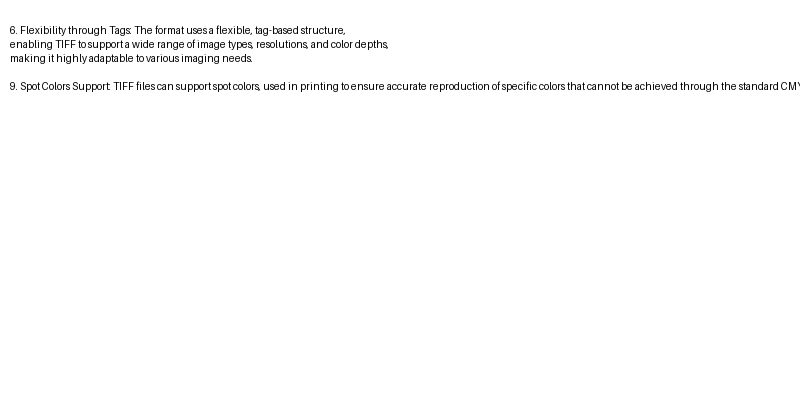 6. Flexibility through Tags: The format uses a flexible, tag-based structure,
enabling TIFF to support a wide range of image types, resolutions, and color depths,
making it highly adaptable to various imaging needs.
9. Spot Colors Support: TIFF files can support spot colors, used in printing to ensure accurate reproduction of specific colors that cannot be achieved through the standard